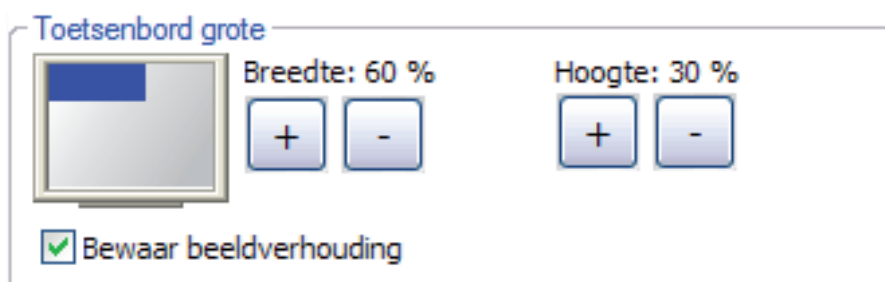 Toetsenbord grote
Breedte: 60 % Hoogte: 30 %
+ - + -
Bewaar beeldverhouding